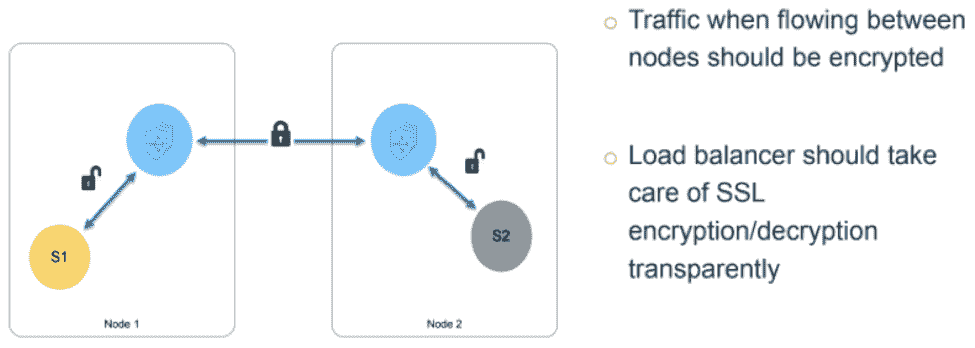 Traffic when flowing between
nodes should be encrypted
Load balancer should take
care of SSL
encryption/decryption
transparently
S1
S2
Node 1
Node 2